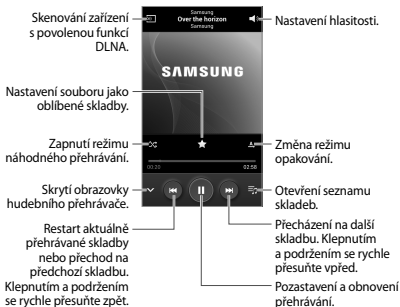 Skenování zařízení
s povolenou funkcí
DLNA.
Nastavení souboru jako
oblíbené skladby.
Zapnutí režimu
náhodného přehrávání.
Skrytí obrazovky
hudebního přehrávače.
Restart aktuálně
přehrávané skladby
nebo přechod na
předchozí skladbu.
Klepnutím a podržením
se rychle přesuňte zpět.
Samsung
Over the horizon
Samsung
SAMSUNG
00:20
02:58
Nastavení hlasitosti.
Změna režimu
opakování.
Otevření seznamu
skladeb.
Přecházení na další
skladbu. Klepnutím
a podržením se rychle
přesuňte vpřed.
Pozastavení a obnovení
přehrávání.